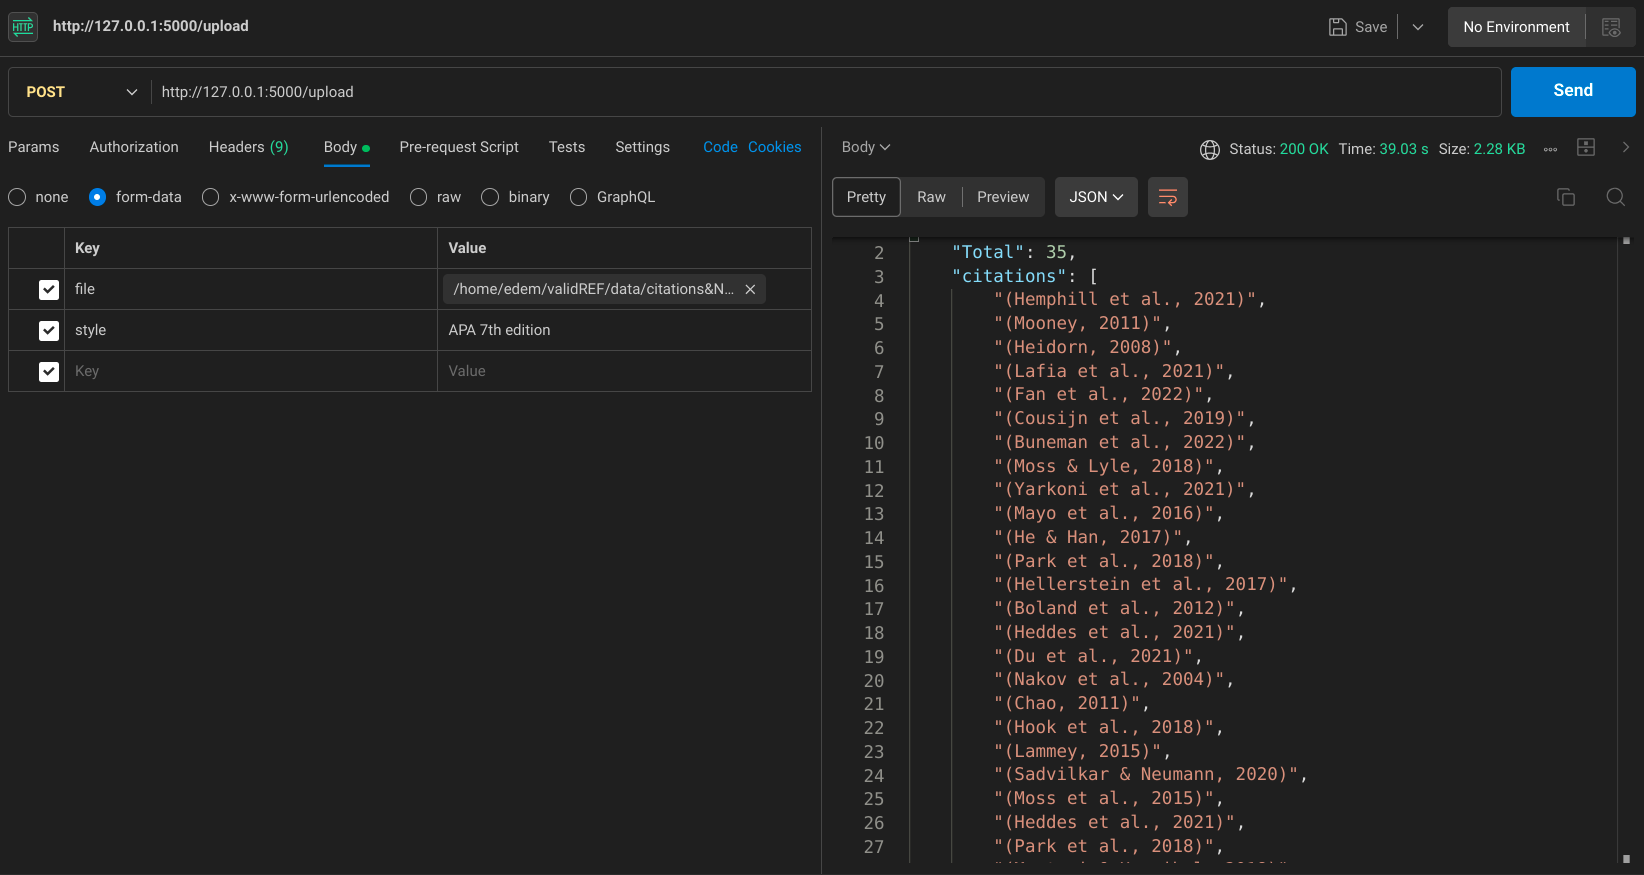 HTTP http://127.0.0.1:5000/upload
Save
No Environment
POST http://127.0.0.1:5000/upload
Send
Params Authorization Headers (9) Body Pre-request Script Tests Settings Code Cookies
none form-data x-www-form-urlencoded raw binary GraphQL
Key Value
file /home/edem/validREF/data/citations&N...
style APA 7th edition
Key Value
Body Status: 200 OK Time: 39.03 s Size: 2.28 KB
Pretty Raw Preview JSON
2 "Total": 35,
3 "citations": [
4 "(Hemphill et al., 2021)",
5 "(Mooney, 2011)",
6 "(Heidorn, 2008)",
7 "(Lafia et al., 2021)",
8 "(Fan et al., 2022)",
9 "(Cousijn et al., 2019)",
10 "(Buneman et al., 2022)",
11 "(Moss & Lyle, 2018)",
12 "(Yarkoni et al., 2021)",
13 "(Mayo et al., 2016)",
14 "(He & Han, 2017)",
15 "(Park et al., 2018)",
16 "(Hellerstein et al., 2017)",
17 "(Boland et al., 2012)",
18 "(Heddes et al., 2021)",
19 "(Du et al., 2021)",
20 "(Nakov et al., 2004)",
21 "(Chao, 2011)",
22 "(Hook et al., 2018)",
23 "(Lammey, 2015)",
24 "(Sadvilkar & Neumann, 2020)",
25 "(Moss et al., 2015)",
26 "(Heddes et al., 2021)",
27 "(Park et al., 2018)",